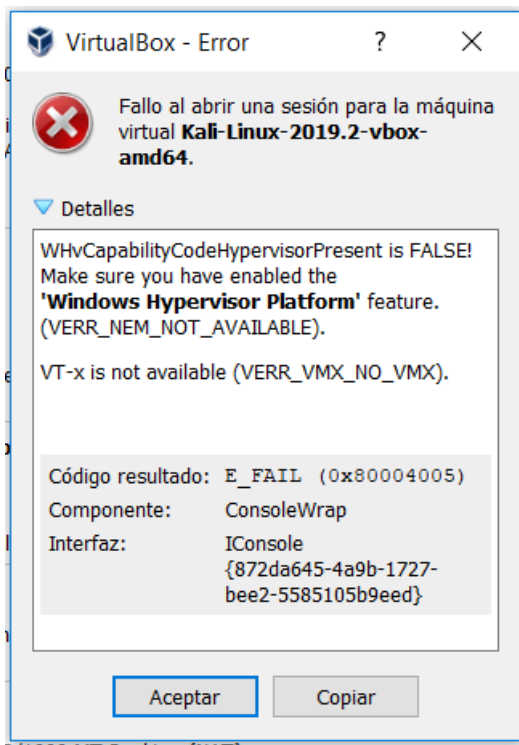 VirtualBox - Error ?
Fallo al abrir una sesión para la máquina
virtual Kali-Linux-2019.2-vbox-
amd64.
Detalles
WHvCapabilityCodeHypervisorPresent is FALSE!
Make sure you have enabled the
'Windows Hypervisor Platform' feature.
(VERR_NEM_NOT_AVAILABLE).
VT-x is not available (VERR_VMX_NO_VMX).
Código resultado: E_FAIL (0x80004005)
Componente: ConsoleWrap
Interfaz: IConsole
{872da645-4a9b-1727-
bee2-5585105b9eed}
Aceptar Copiar